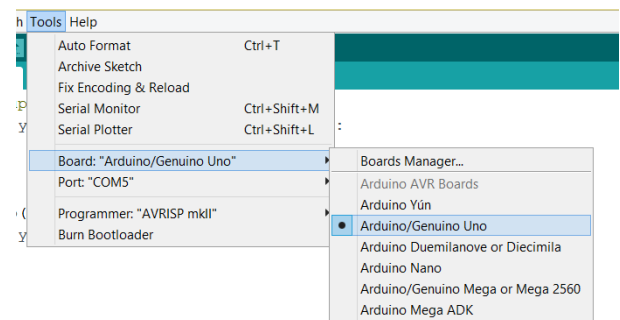 h Tools Help
Auto Format Ctrl+T
Archive Sketch
Fix Encoding & Reload
Serial Monitor Ctrl+Shift+M
Serial Plotter Ctrl+Shift+L
Board: "Arduino/Genuino Uno"
Port: "COM5"
Programmer: "AVRISP mkII"
Burn Bootloader
Boards Manager...
Arduino AVR Boards
Arduino Yún
Arduino/Genuino Uno
Arduino Duemilanove or Diecimila
Arduino Nano
Arduino/Genuino Mega or Mega 2560
Arduino Mega ADK